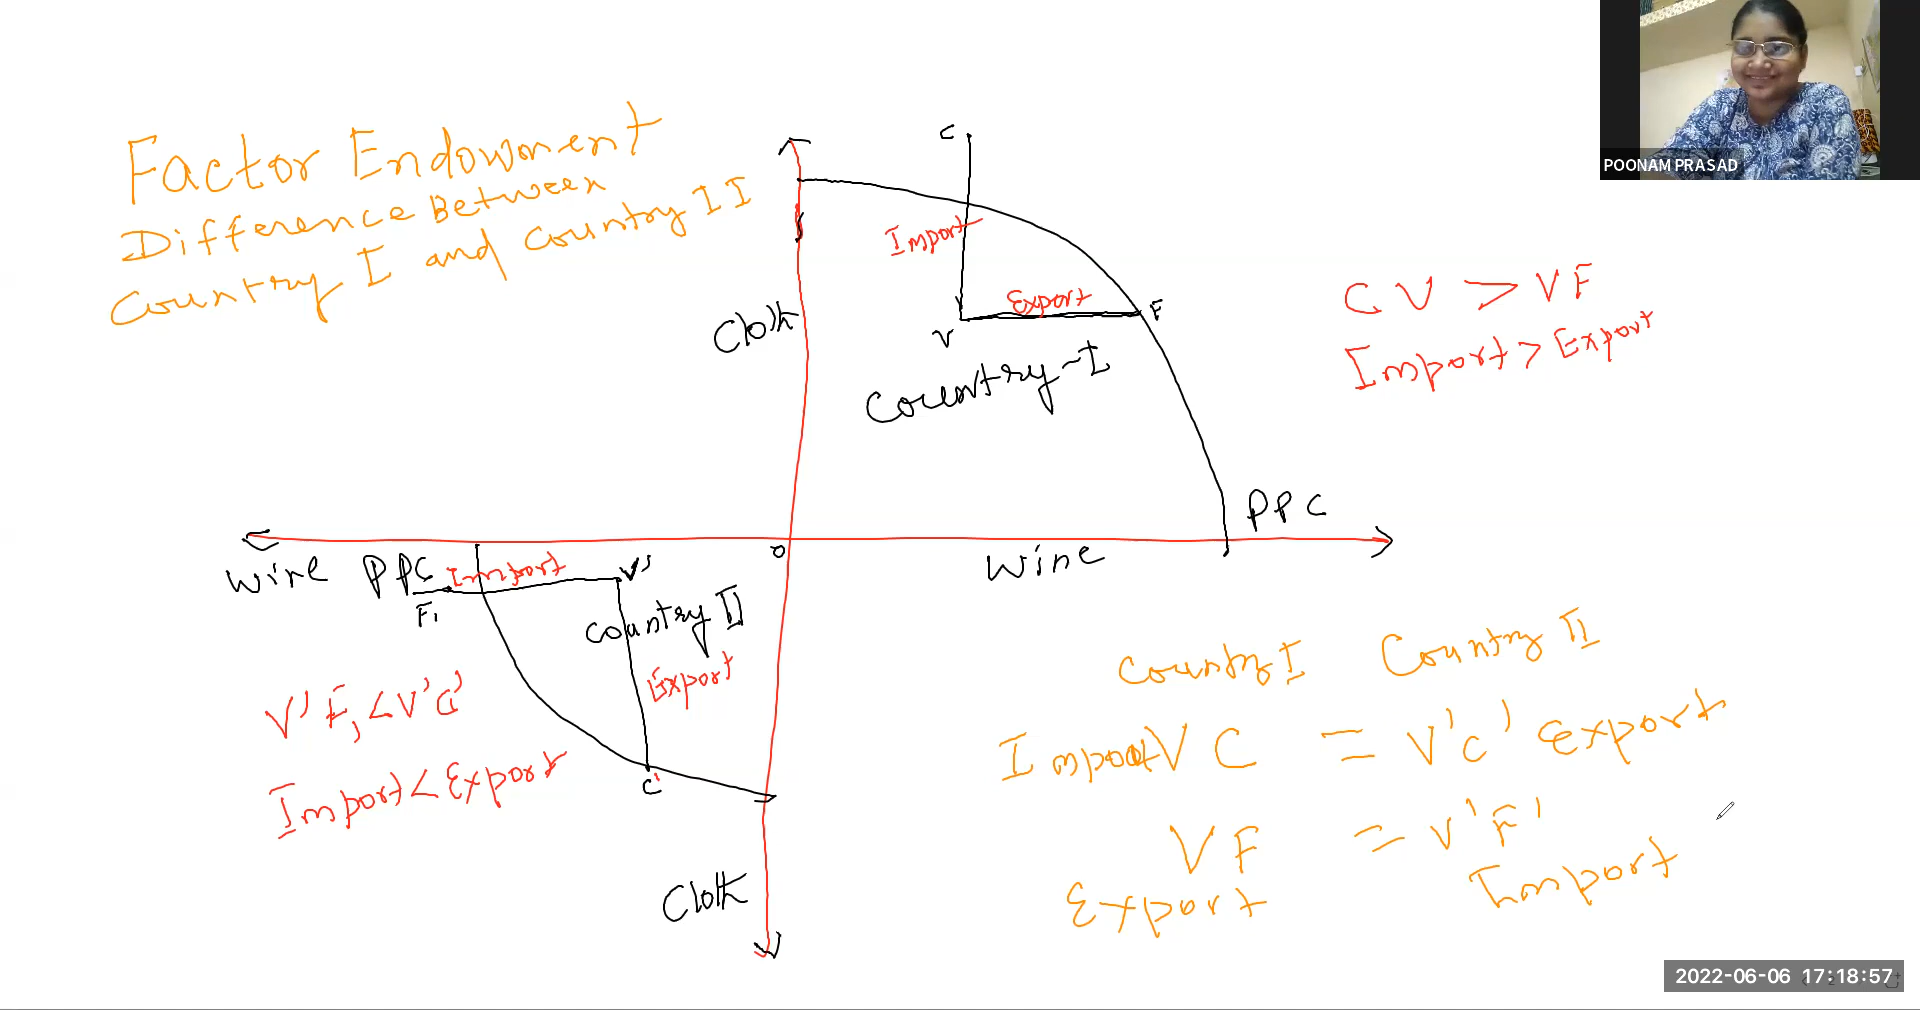 POONAM PRASAD
Factor Endowment
Difference Between
Country I and Country II
C
Import
Export
V
F
Cloth
Country-I
CV > VF
Import > Export
PPC
O
Wine
Wine
PPC
Import
V'
F₁
Country II
Export
C'
V'F₁ < V'C'
Import < Export
Cloth
Country I Country II
Import VC = V'C' Export
VF = V'F'
Export Import
2022-06-06 17:18:57